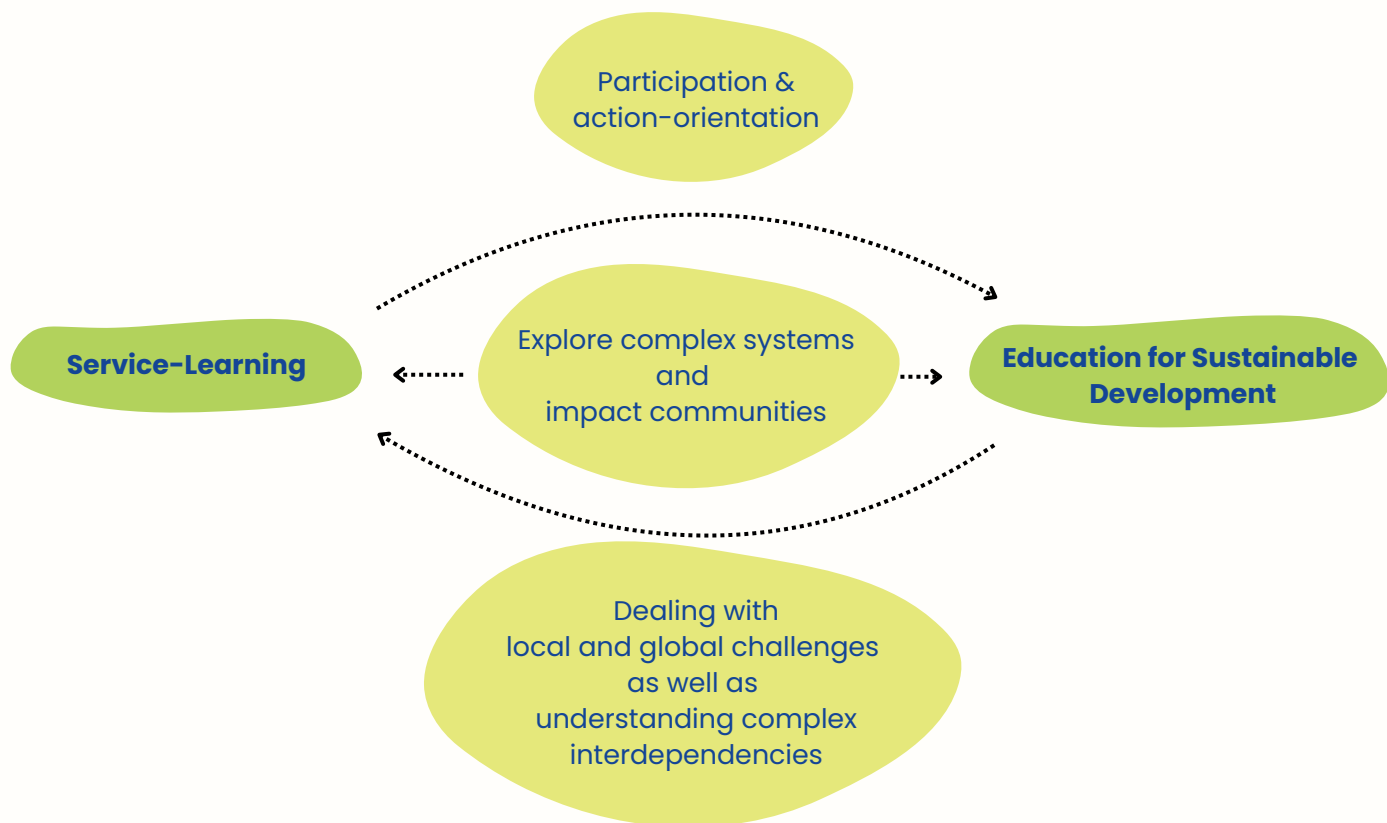 Participation &
action-orientation
Explore complex systems
and
impact communities
Service-Learning
Education for Sustainable
Development
Dealing with
local and global challenges
as well as
understanding complex
interdependencies